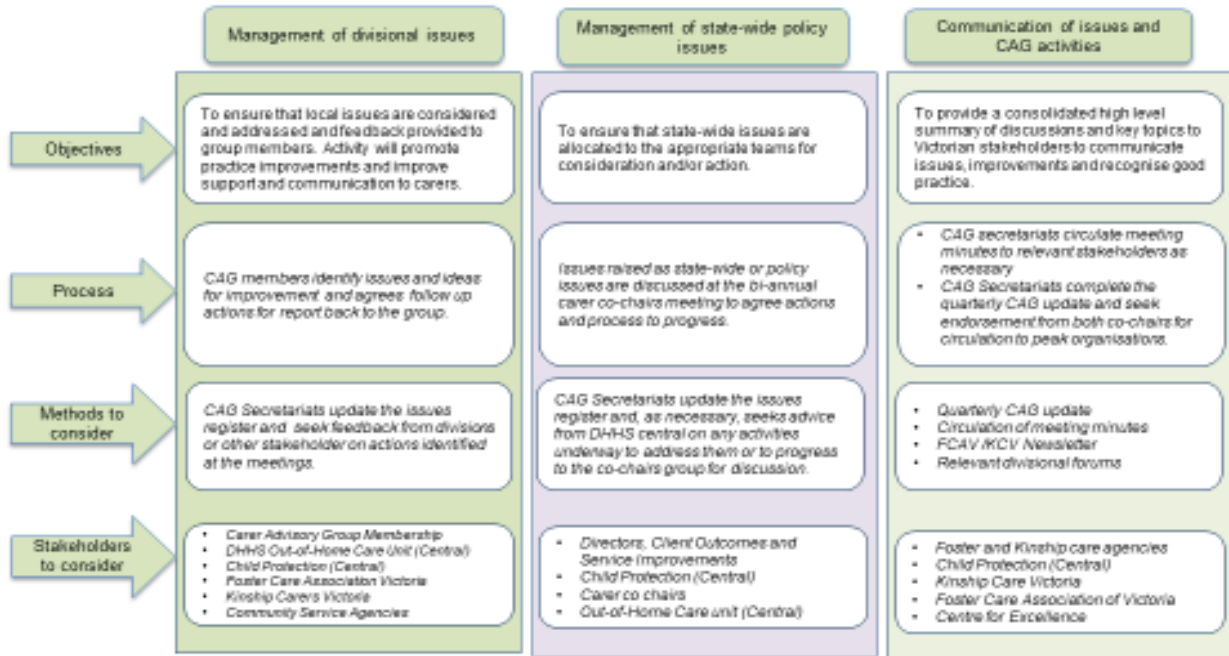 Management of divisional issues
Management of state-wide policy
issues
Communication of issues and
CAG activities
Objectives
To ensure that local issues are considered
and addressed and feedback provided to
group members. Activity will promote
practice improvements and improve
support and communication to carers.
To ensure that state-wide issues are
allocated to the appropriate teams for
consideration and/or action.
To provide a consolidated high level
summary of discussions and key topics to
Victorian stakeholders to communicate
issues, improvements and recognise good
practice.
Process
CAG members identify issues and ideas
for improvement and agrees follow up
actions for report back to the group.
Issues raised as state-wide or policy
issues are discussed at the bi-annual
carer co-chairs meeting to agree actions
and process to progress.
• CAG secretariats circulate meeting
minutes to relevant stakeholders as
necessary
• CAG Secretariats complete the
quarterly CAG update and seek
endorsement from both co-chairs for
circulation to peak organisations.
Methods to
consider
CAG Secretariats update the issues
register and seek feedback from divisions
or other stakeholder on actions identified
at the meetings.
CAG Secretariats update the issues
register and, as necessary, seeks advice
from DHHS central on any activities
underway to address them or to progress
to the co-chairs group for discussion.
• Quarterly CAG update
• Circulation of meeting minutes
• FCAV /KCV Newsletter
• Relevant divisional forums
Stakeholders
to consider
• Carer Advisory Group Membership
• DHHS Out-of-Home Care Unit (Central)
• Child Protection (Central)
• Foster Care Association Victoria
• Kinship Carers Victoria
• Community Service Agencies
• Directors, Client Outcomes and
Service Improvements
• Child Protection (Central)
• Carer co chairs
• Out-of-Home Care unit (Central)
• Foster and Kinship care agencies
• Child Protection (Central)
• Kinship Care Victoria
• Foster Care Association of Victoria
• Centre for Excellence